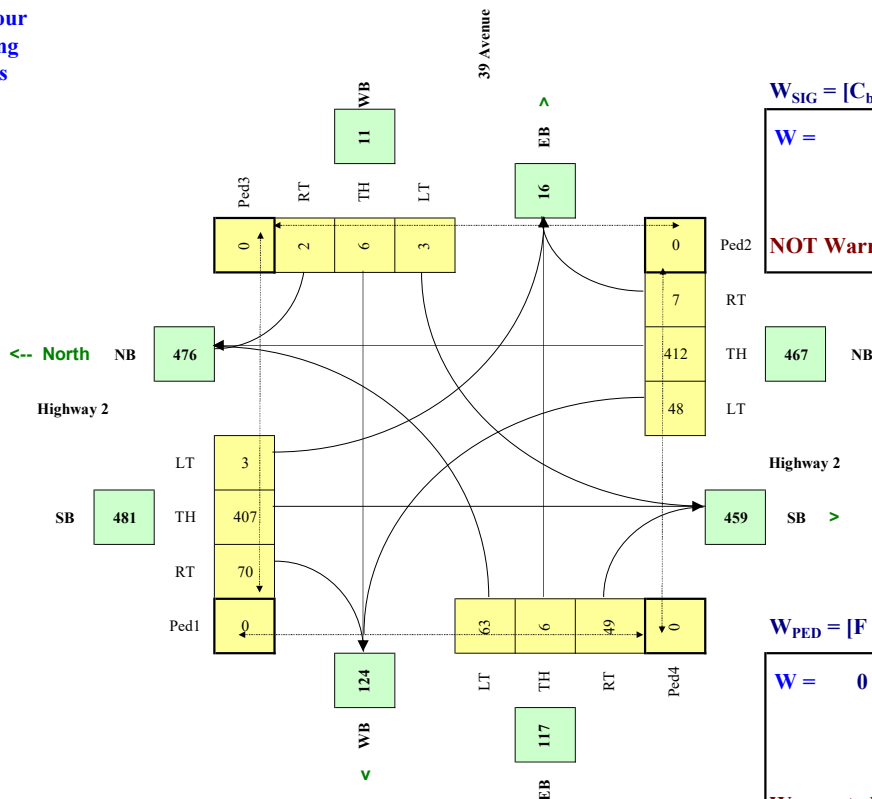 our
ng
s
39 Avenue
W_SIG = [C_b
W =
NOT Warr
WB
11
>
EB
16
Ped3
RT
TH
LT
0
2
6
3
0
Ped2
7
RT
412
TH
467
NB
48
LT
<-- North
NB
476
Highway 2
Highway 2
LT
3
SB
481
TH
407
RT
70
459
SB
>
Ped1
0
63
6
49
0
LT
TH
RT
Ped4
124
WB
<
117
EB
W_PED = [F
W =
0